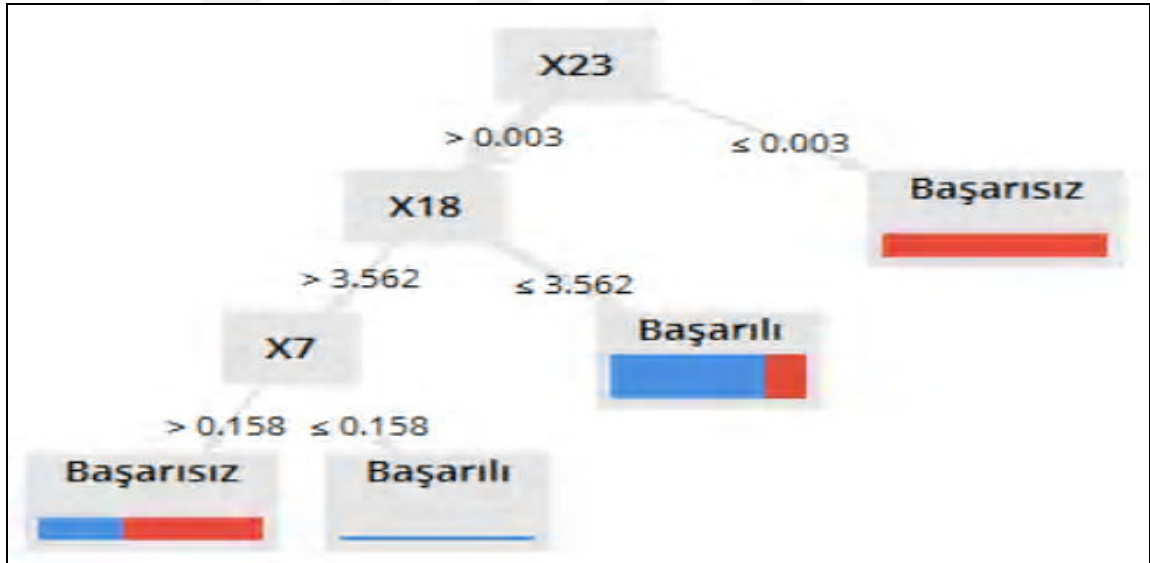 X23
> 0.003
≤ 0.003
X18
Başarısız
> 3.562
≤ 3.562
X7
Başarılı
> 0.158
≤ 0.158
Başarısız
Başarılı